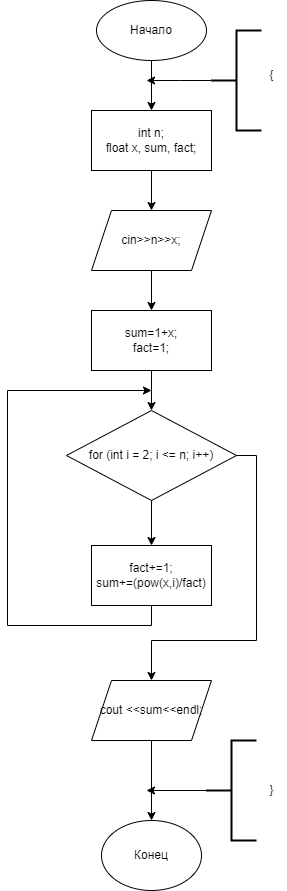 Начало
{
int n;
float x, sum, fact;
cin>>n>>x;
sum=1+x;
fact=1;
for (int i = 2; i <= n; i++)
fact+=1;
sum+=(pow(x,i)/fact)
cout <<sum<<endl;
}
Конец